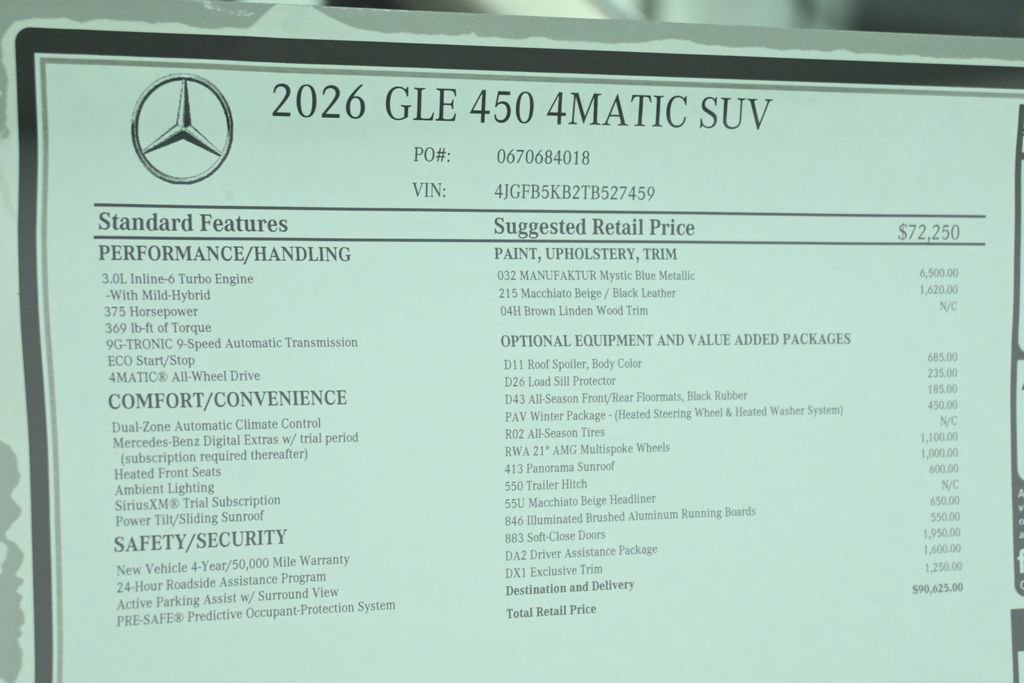 2026 GLE 450 4MATIC SUV
PO#: 0670684018
VIN: 4JGFB5KB2TB527459
Standard Features
Suggested Retail Price $72,250
PERFORMANCE/HANDLING
3.0L Inline-6 Turbo Engine
-With Mild-Hybrid
375 Horsepower
369 lb-ft of Torque
9G-TRONIC 9-Speed Automatic Transmission
ECO Start/Stop
4MATIC® All-Wheel Drive
COMFORT/CONVENIENCE
Dual-Zone Automatic Climate Control
Mercedes-Benz Digital Extras w/ trial period
(subscription required thereafter)
Heated Front Seats
Ambient Lighting
SiriusXM® Trial Subscription
Power Tilt/Sliding Sunroof
SAFETY/SECURITY
New Vehicle 4-Year/50,000 Mile Warranty
24-Hour Roadside Assistance Program
Active Parking Assist w/ Surround View
PRE-SAFE® Predictive Occupant-Protection System
PAINT, UPHOLSTERY, TRIM
032 MANUFAKTUR Mystic Blue Metallic 6,500.00
215 Macchiato Beige / Black Leather 1,620.00
04H Brown Linden Wood Trim N/C
OPTIONAL EQUIPMENT AND VALUE ADDED PACKAGES
D11 Roof Spoiler, Body Color 685.00
D26 Load Sill Protector 235.00
D43 All-Season Front/Rear Floormats, Black Rubber 185.00
PAV Winter Package - (Heated Steering Wheel & Heated Washer System) 450.00
R02 All-Season Tires N/C
RWA 21" AMG Multispoke Wheels 1,100.00
413 Panorama Sunroof 1,000.00
550 Trailer Hitch 600.00
55U Macchiato Beige Headliner N/C
846 Illuminated Brushed Aluminum Running Boards 650.00
883 Soft-Close Doors 550.00
DA2 Driver Assistance Package 1,950.00
DX1 Exclusive Trim 1,600.00
Destination and Delivery 1,250.00
Total Retail Price $90,625.00